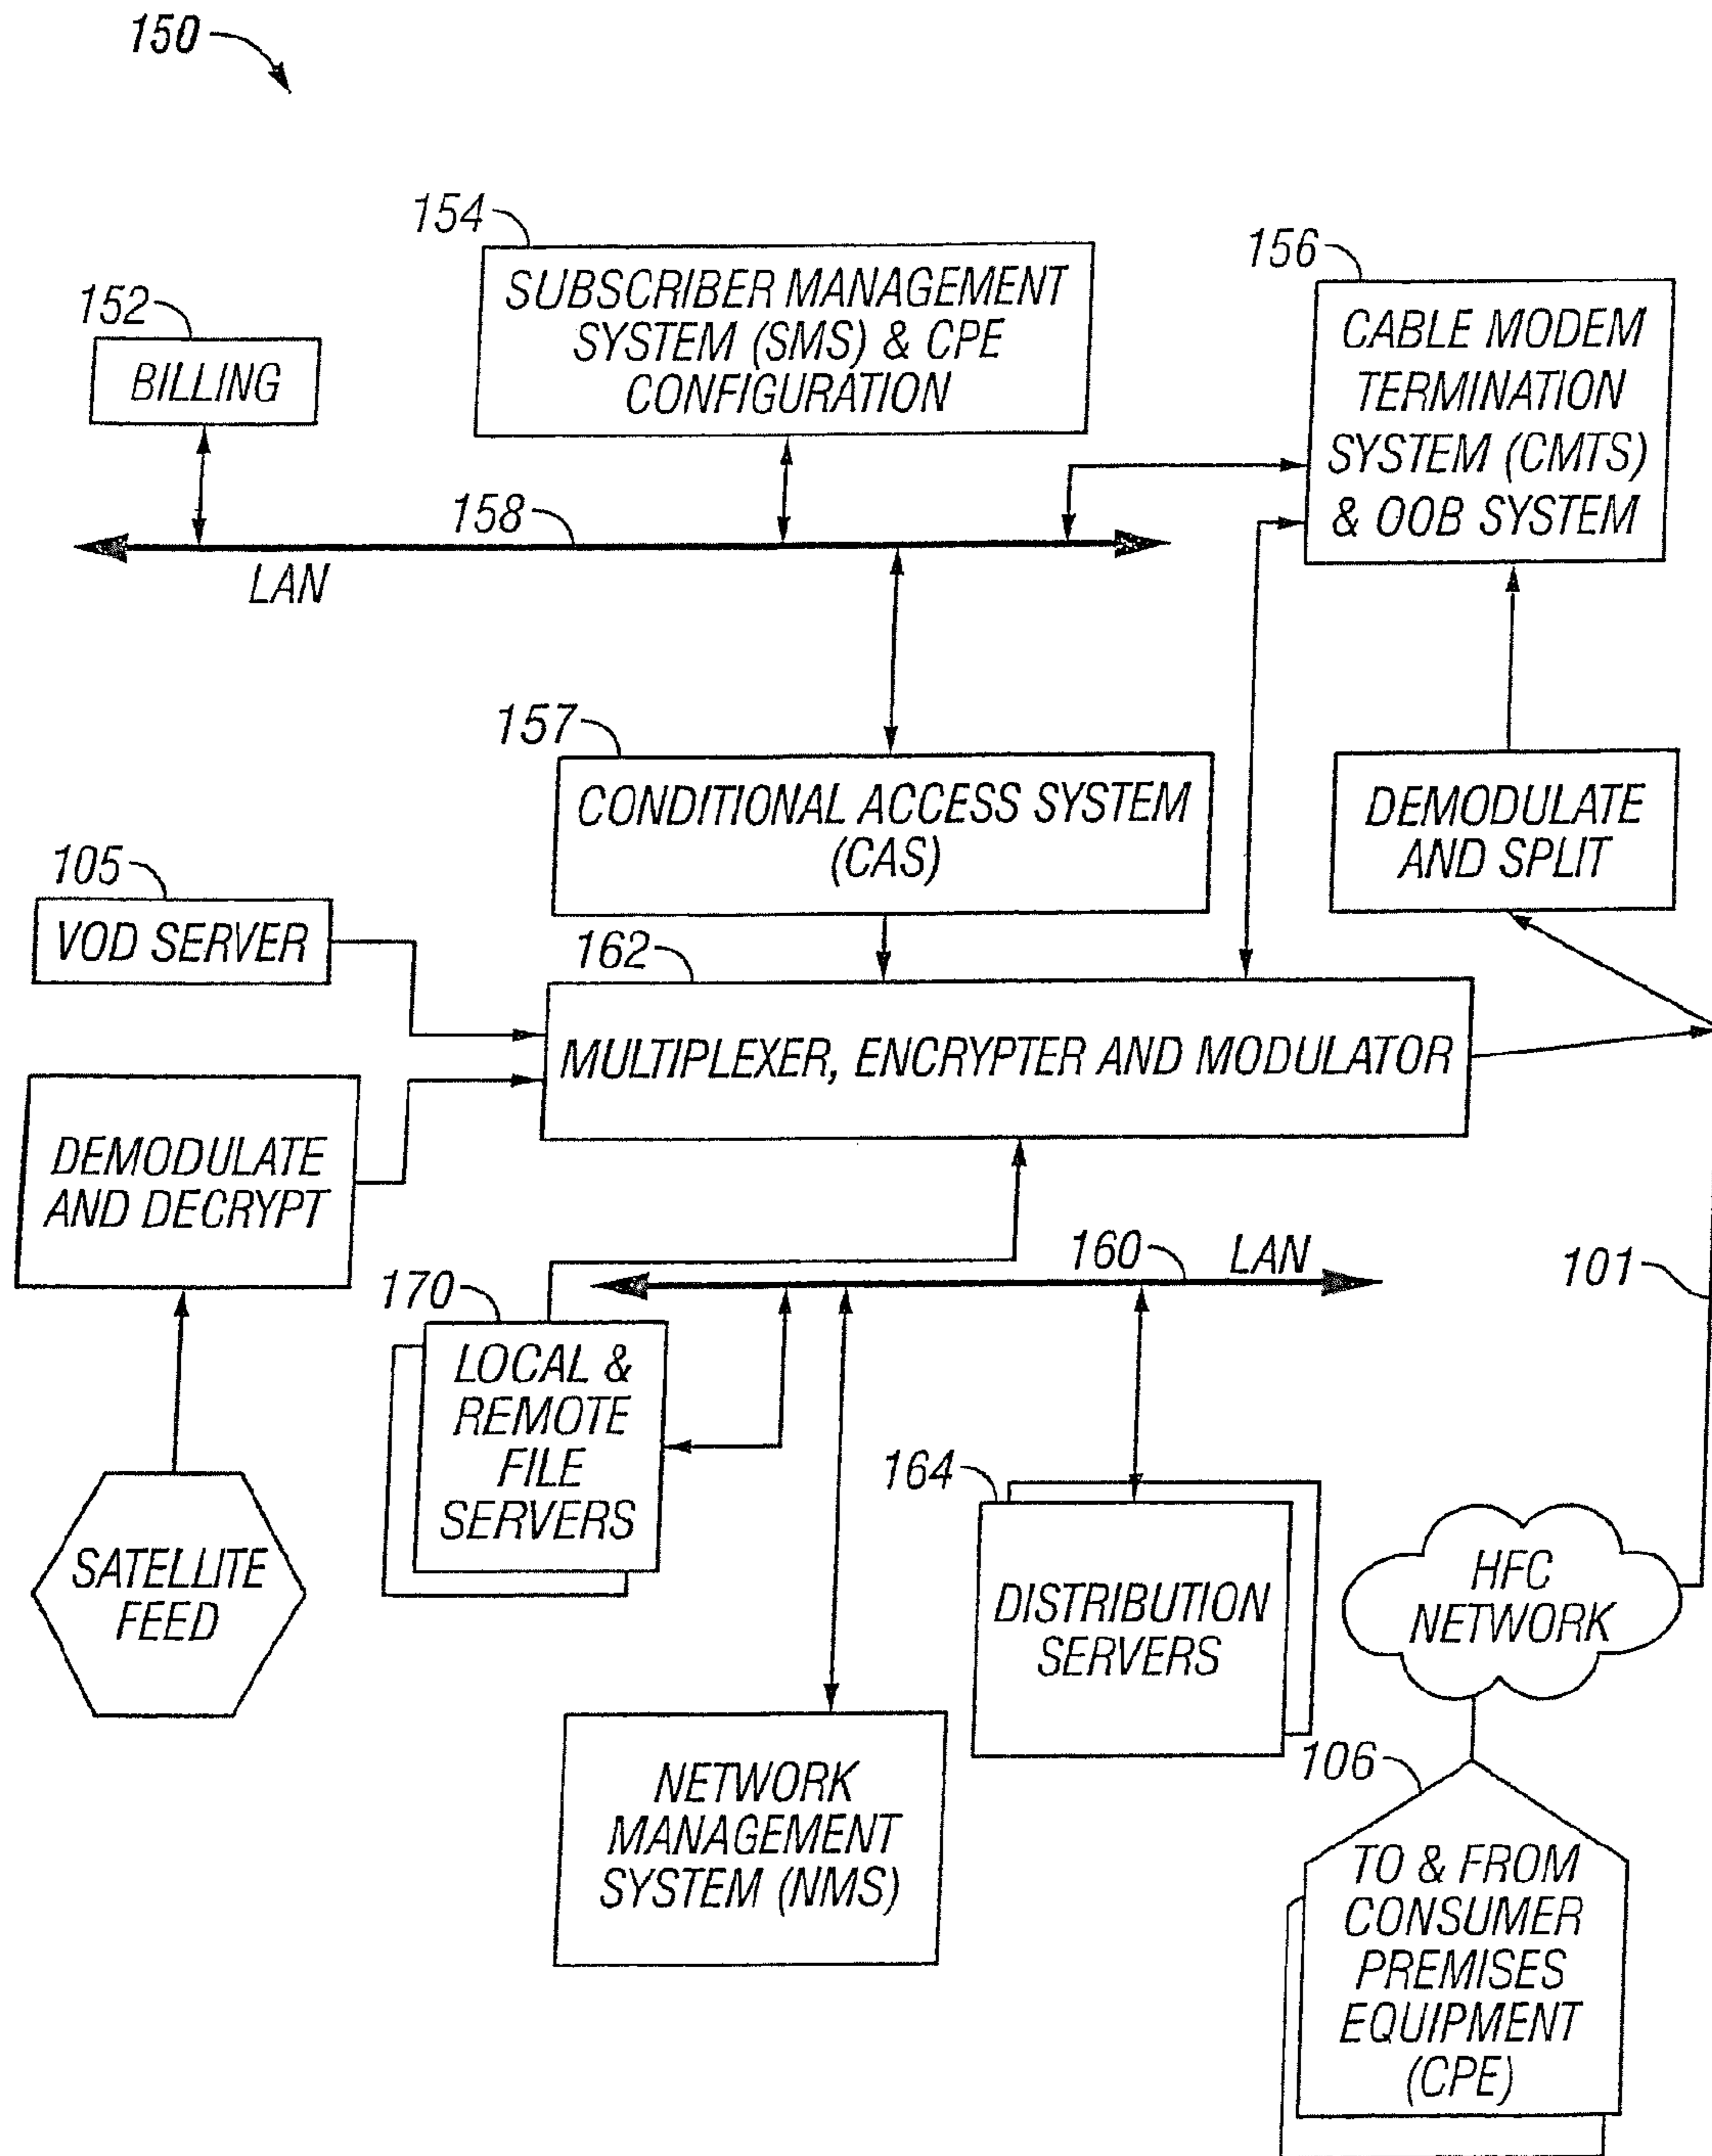 150
154
SUBSCRIBER MANAGEMENT
SYSTEM (SMS) & CPE
CONFIGURATION
156
CABLE MODEM
TERMINATION
SYSTEM (CMTS)
& OOB SYSTEM
152
BILLING
158
LAN
157
CONDITIONAL ACCESS SYSTEM
(CAS)
DEMODULATE
AND SPLIT
105
VOD SERVER
162
MULTIPLEXER, ENCRYPTER AND MODULATOR
DEMODULATE
AND DECRYPT
160
LAN
101
170
LOCAL &
REMOTE
FILE
SERVERS
SATELLITE
FEED
164
DISTRIBUTION
SERVERS
HFC
NETWORK
NETWORK
MANAGEMENT
SYSTEM (NMS)
106
TO & FROM
CONSUMER
PREMISES
EQUIPMENT
(CPE)